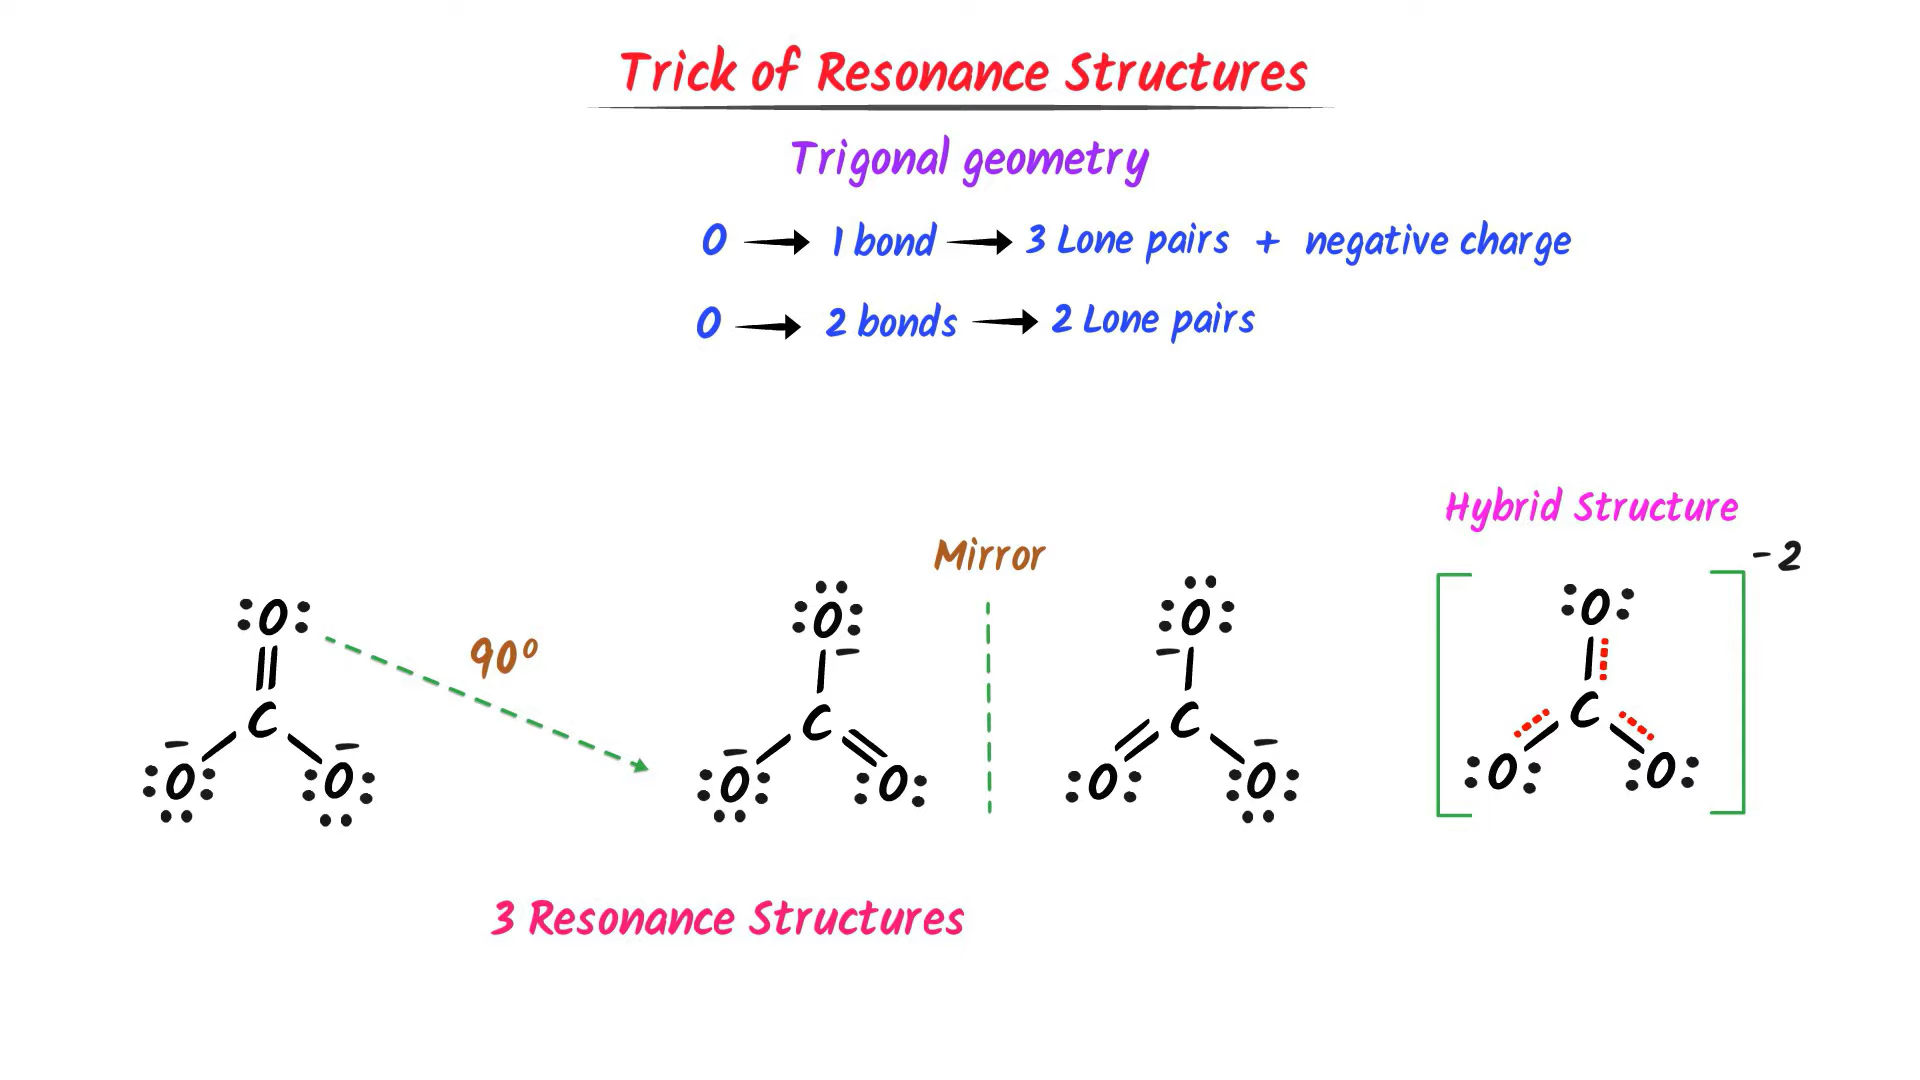 Trick of Resonance Structures
Trigonal geometry
O → 1 bond → 3 Lone pairs + negative charge
O → 2 bonds → 2 Lone pairs
Hybrid Structure
Mirror
90°
-2
O O O O
C C C C
O O O O O O O O
3 Resonance Structures